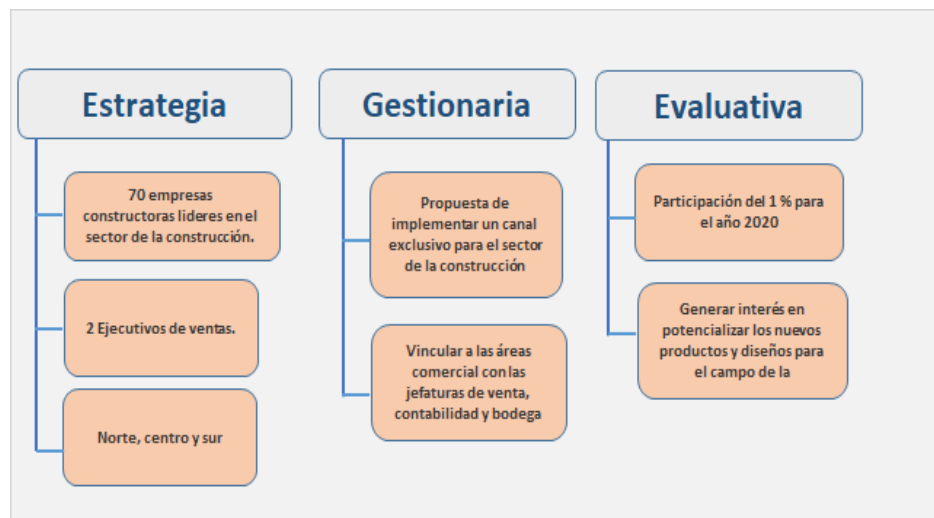 Estrategia
70 empresas
constructoras lideres en el
sector de la construcción.
2 Ejecutivos de ventas.
Norte, centro y sur
Gestionaria
Propuesta de
implementar un canal
exclusivo para el sector
de la construcción
Vincular a las áreas
comercial con las
jefaturas de venta,
contabilidad y bodega
Evaluativa
Participación del 1 % para
el año 2020
Generar interés en
potencializar los nuevos
productos y diseños para
el campo de la